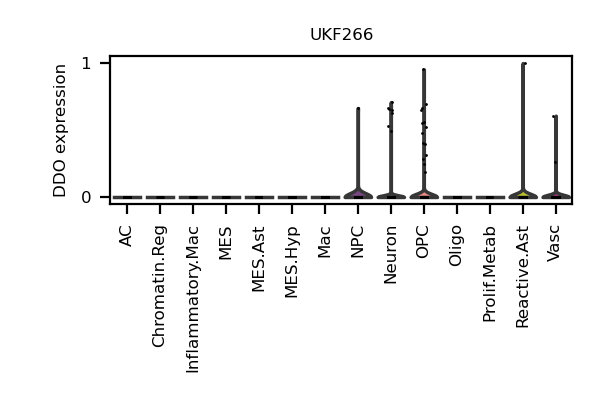 UKF266
DDO expression
1
0
AC
Chromatin.Reg
Inflammatory.Mac
MES
MES.Ast
MES.Hyp
Mac
NPC
Neuron
OPC
Oligo
Prolif.Metab
Reactive.Ast
Vasc